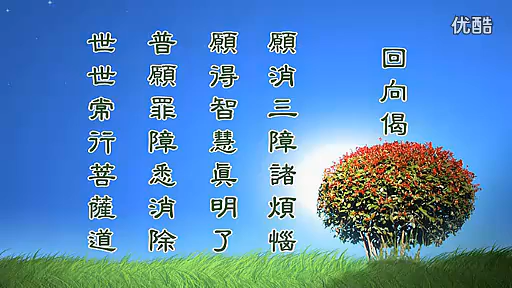 优酷
回向偈
願消三障諸煩惱
願得智慧真明了
普願罪障悉消除
世世常行菩薩道